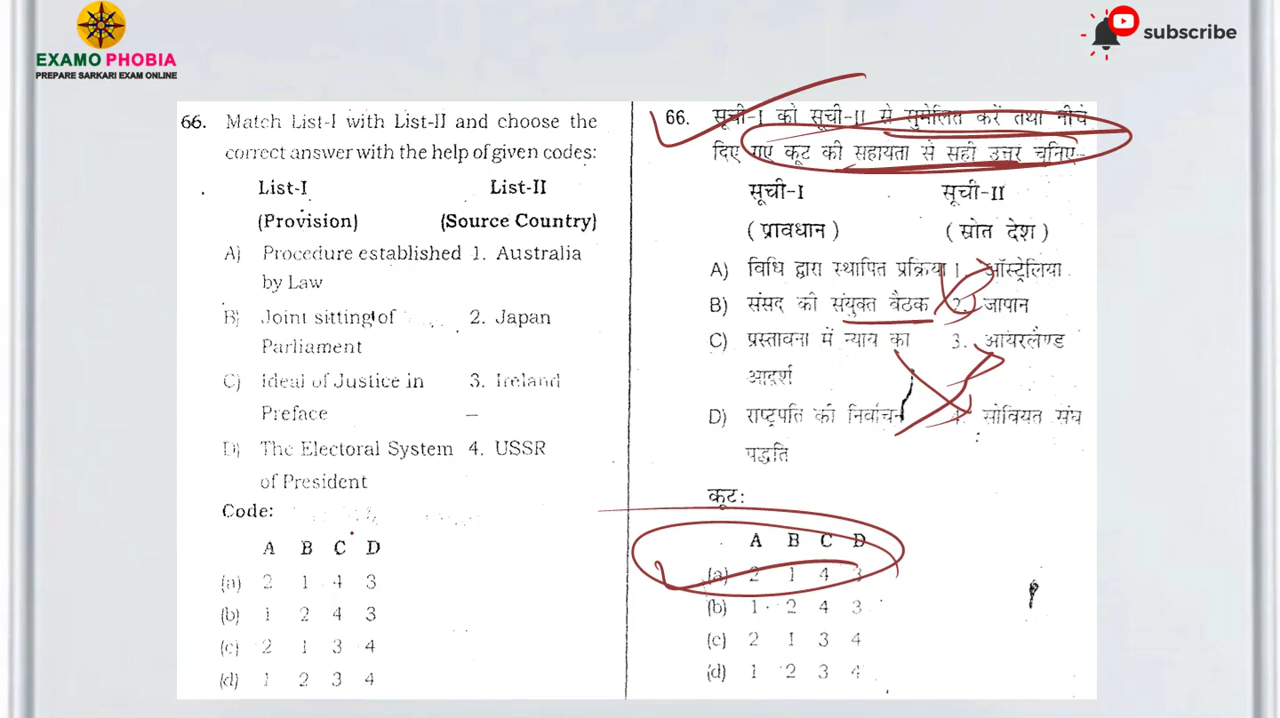 EXAMO PHOBIA
PREPARE SARKARI EXAM ONLINE
subscribe
66. Match List-I with List-II and choose the
correct answer with the help of given codes:
List-I List-II
(Provision) (Source Country)
A) Procedure established 1. Australia
by Law
B) Joint sitting of 2. Japan
Parliament
C) Ideal of Justice in 3. Ireland
Preface –
D) The Electoral System 4. USSR
of President
Code:
A B C D
(a) 2 1 4 3
(b) 1 2 4 3
(c) 2 1 3 4
(d) 1 2 3 4
66. सूची-I को सूची-II से सुमेलित करें तथा नीचे
दिए गए कूट की सहायता से सही उत्तर चुनिए-
सूची-I सूची-II
(प्रावधान) (स्रोत देश)
A) विधि द्वारा स्थापित प्रक्रिया 1. ऑस्ट्रेलिया
B) संसद की संयुक्त बैठक 2. जापान
C) प्रस्तावना में न्याय का 3. आयरलैण्ड
आदर्श
D) राष्ट्रपति की निर्वाचन 4. सोवियत संघ
पद्धति
कूट:
A B C D
(a) 2 1 4 3
(b) 1 2 4 3
(c) 2 1 3 4
(d) 1 2 3 4